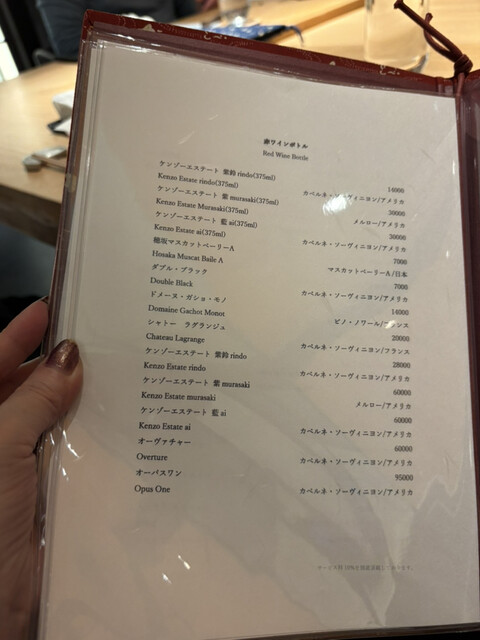 赤ワインボトル
Red Wine Bottle
ケンゾーエステート 紫鈴 rindo(375ml) 14000
Kenzo Estate rindo(375ml) カベルネ・ソーヴィニヨン/アメリカ
ケンゾーエステート 紫 murasaki(375ml) 30000
Kenzo Estate Murasaki(375ml) メルロー/アメリカ
ケンゾーエステート 藍 ai(375ml) 30000
Kenzo Estate ai(375ml) カベルネ・ソーヴィニヨン/アメリカ
穂坂マスカットベーリーA 7000
Hosaka Muscat Baile A マスカットベーリーA/日本
ダブル・ブラック 7000
Double Black カベルネ・ソーヴィニヨン/アメリカ
ドメーヌ・ガショ・モノ 14000
Domaine Gachot Monot ピノ・ノワール/フランス
シャトー ラグランジュ 20000
Chateau Lagrange カベルネ・ソーヴィニヨン/フランス
ケンゾーエステート 紫鈴 rindo 28000
Kenzo Estate rindo カベルネ・ソーヴィニヨン/アメリカ
ケンゾーエステート 紫 murasaki 60000
Kenzo Estate murasaki メルロー/アメリカ
ケンゾーエステート 藍 ai 60000
Kenzo Estate ai カベルネ・ソーヴィニヨン/アメリカ
オーヴァチャー 60000
Overture カベルネ・ソーヴィニヨン/アメリカ
オーパスワン 95000
Opus One カベルネ・ソーヴィニヨン/アメリカ
サービス料10%を別途頂戴して